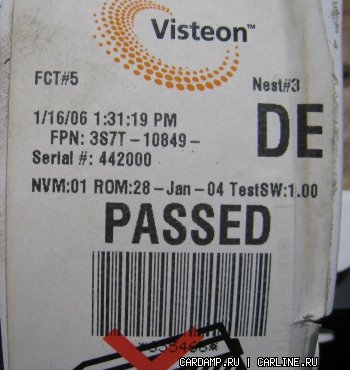 Visteon™
FCT#5 Nest#3
1/16/06 1:31:19 PM
FPN: 3S7T-10849- DE
Serial #: 442000
NVM:01 ROM:28-Jan-04 TestSW:1.00
PASSED
CARDAMP.RU | CARLINE.RU